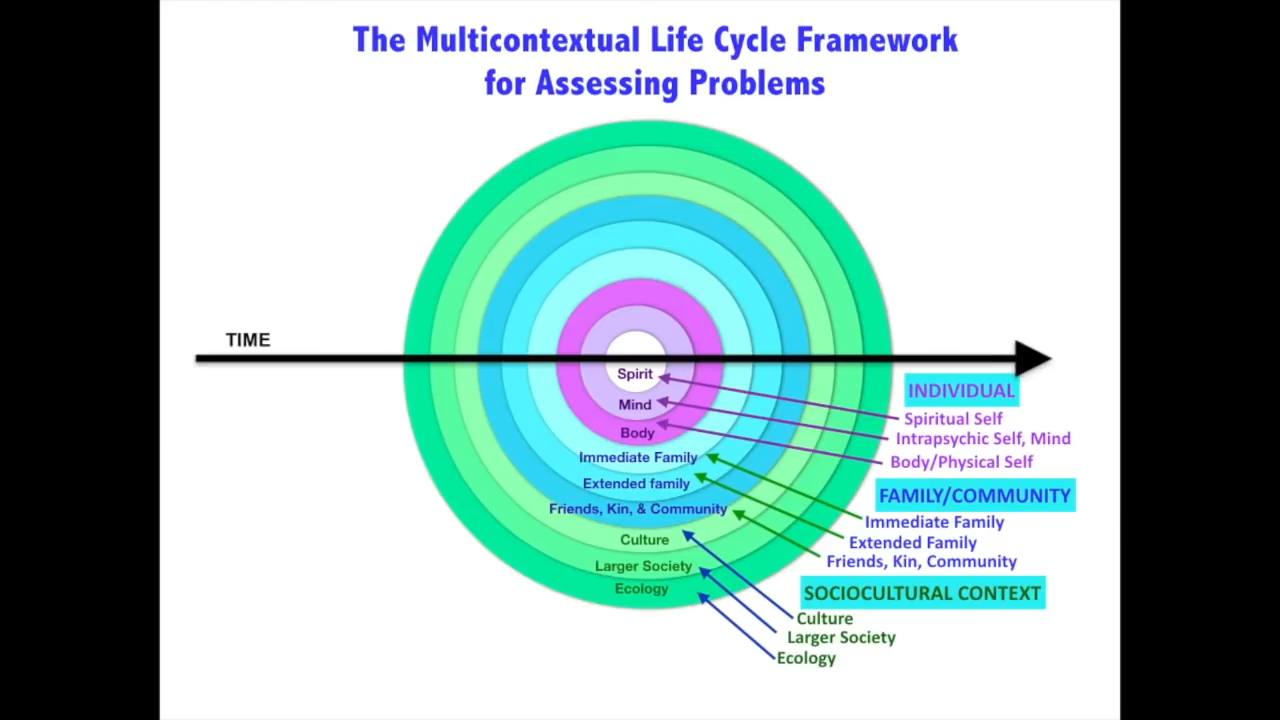 The Multicontextual Life Cycle Framework
for Assessing Problems
TIME
Spirit
Mind
Body
Immediate Family
Extended family
Friends, Kin, & Community
Culture
Larger Society
Ecology
INDIVIDUAL
Spiritual Self
Intrapsychic Self, Mind
Body/Physical Self
FAMILY/COMMUNITY
Immediate Family
Extended Family
Friends, Kin, Community
SOCIOCULTURAL CONTEXT
Culture
Larger Society
Ecology